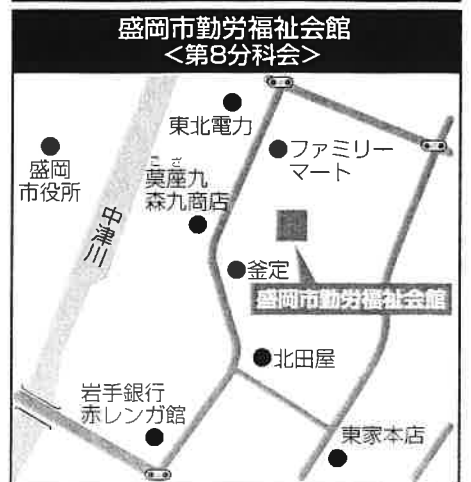 盛岡市勤労福祉会館
<第8分科会>
東北電力
盛岡
市役所
ファミリー
マート
ござ
茣蓙九
森九商店
中津川
釜定
盛岡市勤労福祉会館
北田屋
岩手銀行
赤レンガ館
東家本店